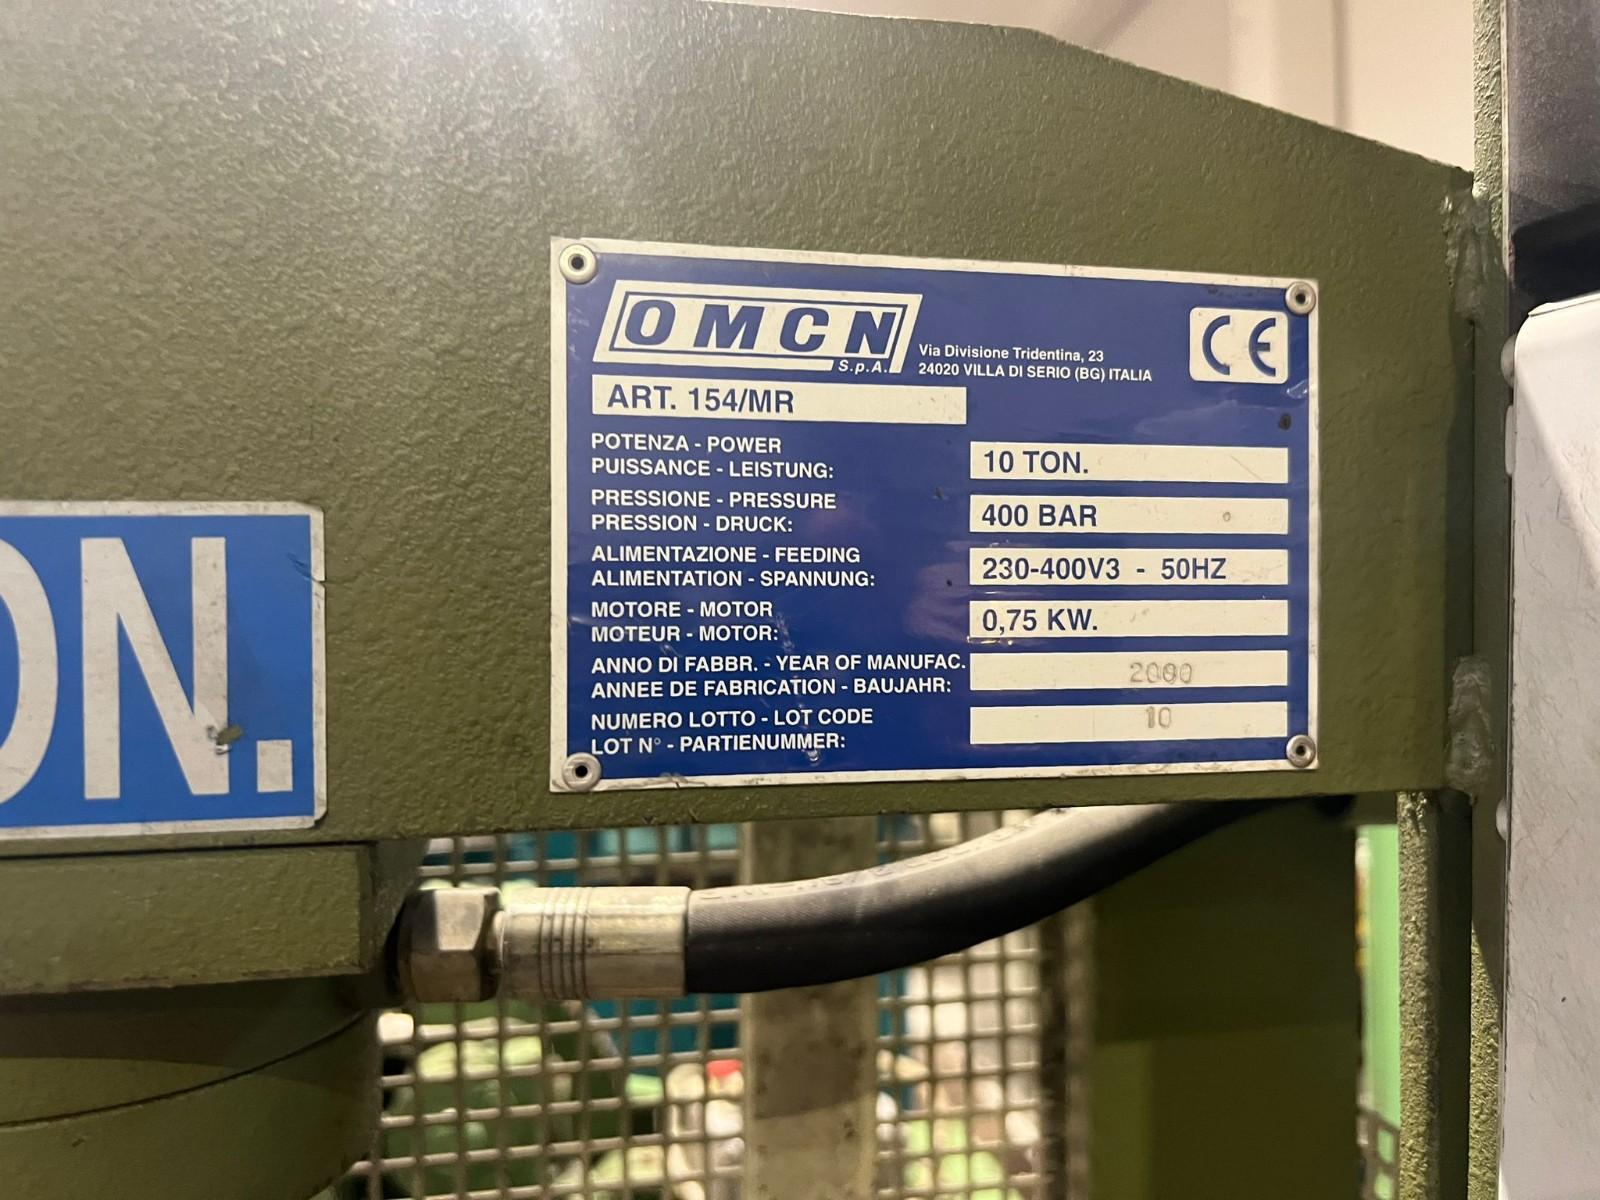 OMCN
S.p.A.
Via Divisione Tridentina, 23
24020 VILLA DI SERIO (BG) ITALIA
CE
ART. 154/MR
POTENZA - POWER
PUISSANCE - LEISTUNG:
10 TON.
PRESSIONE - PRESSURE
PRESSION - DRUCK:
400 BAR
ALIMENTAZIONE - FEEDING
ALIMENTATION - SPANNUNG:
230-400V3 - 50HZ
MOTORE - MOTOR
MOTEUR - MOTOR:
0,75 KW.
ANNO DI FABBR. - YEAR OF MANUFAC.
ANNEE DE FABRICATION - BAUJAHR:
2000
NUMERO LOTTO - LOT CODE
LOT N° - PARTIENUMMER:
10
ON.